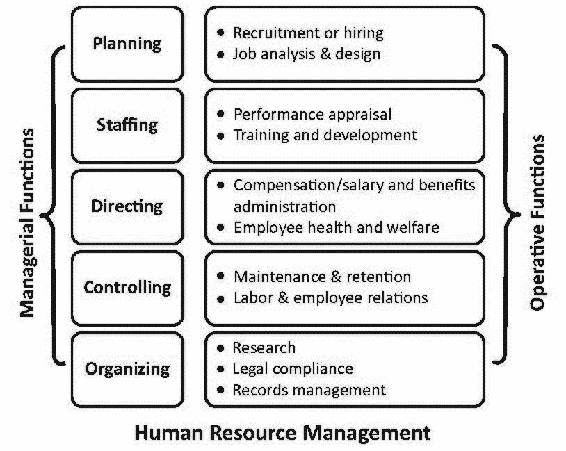 Managerial Functions
Planning
• Recruitment or hiring
• Job analysis & design
Staffing
• Performance appraisal
• Training and development
Directing
• Compensation/salary and benefits
administration
• Employee health and welfare
Controlling
• Maintenance & retention
• Labor & employee relations
Organizing
• Research
• Legal compliance
• Records management
Operative Functions
Human Resource Management